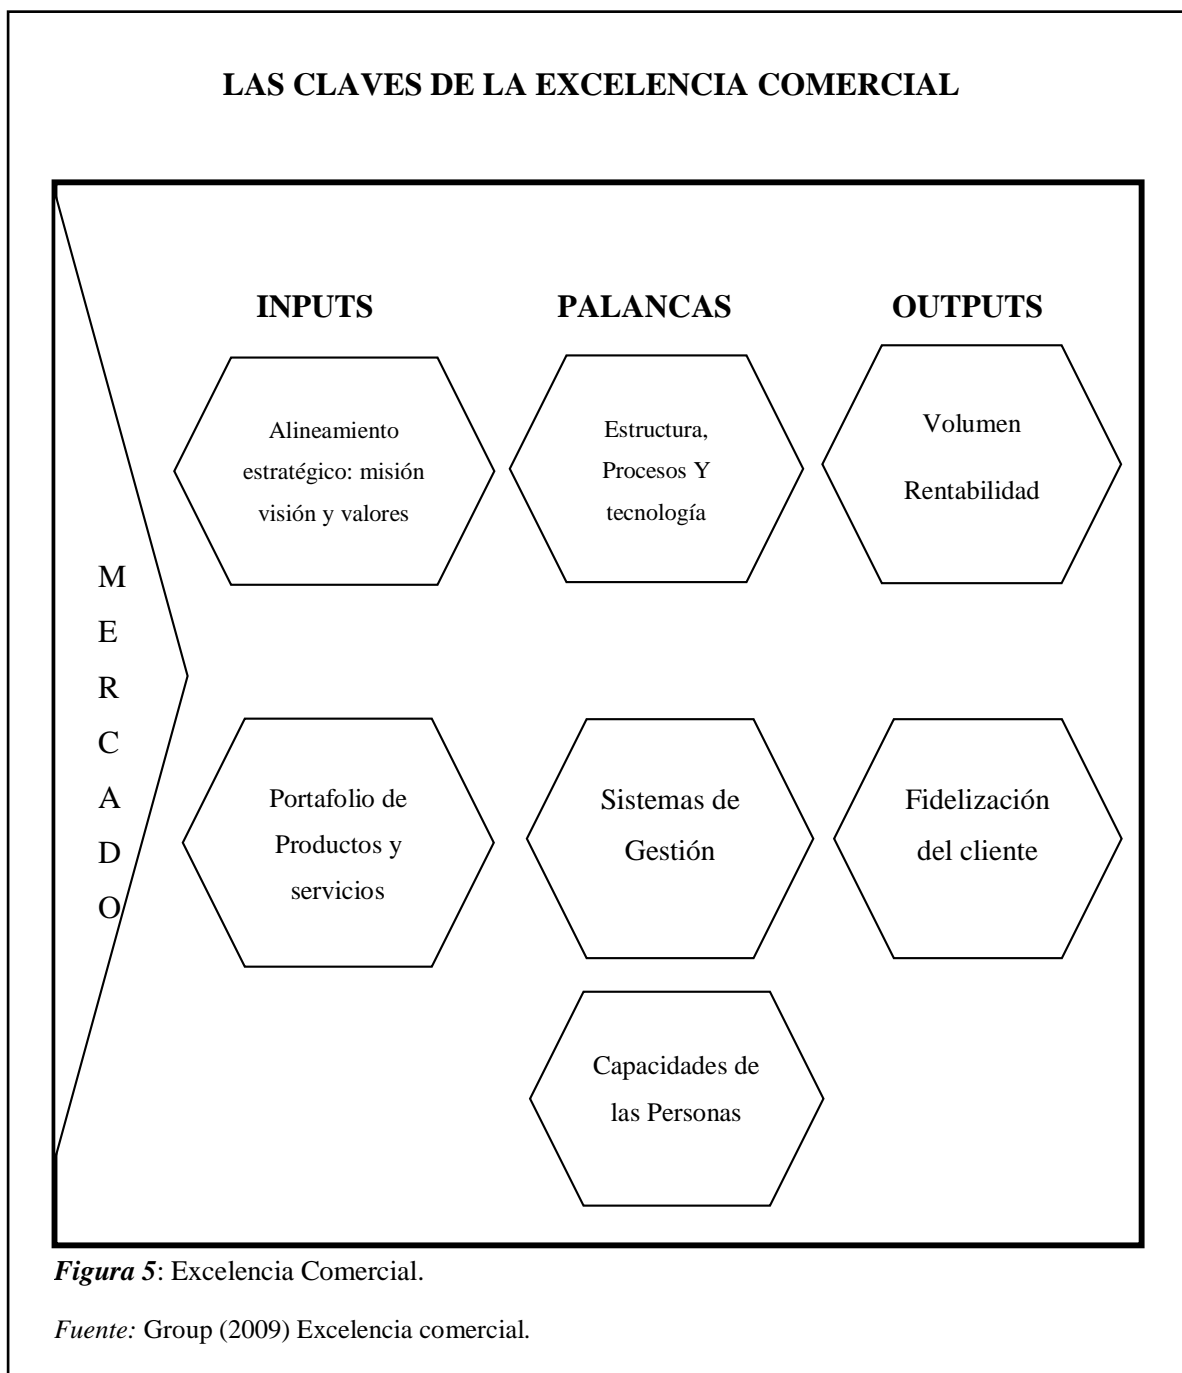 LAS CLAVES DE LA EXCELENCIA COMERCIAL
INPUTS
PALANCAS
OUTPUTS
Alineamiento
estratégico: misión
visión y valores
Estructura,
Procesos Y
tecnología
Volumen
Rentabilidad
M
E
R
C
A
D
O
Portafolio de
Productos y
servicios
Sistemas de
Gestión
Fidelización
del cliente
Capacidades de
las Personas
Figura 5: Excelencia Comercial.
Fuente: Group (2009) Excelencia comercial.